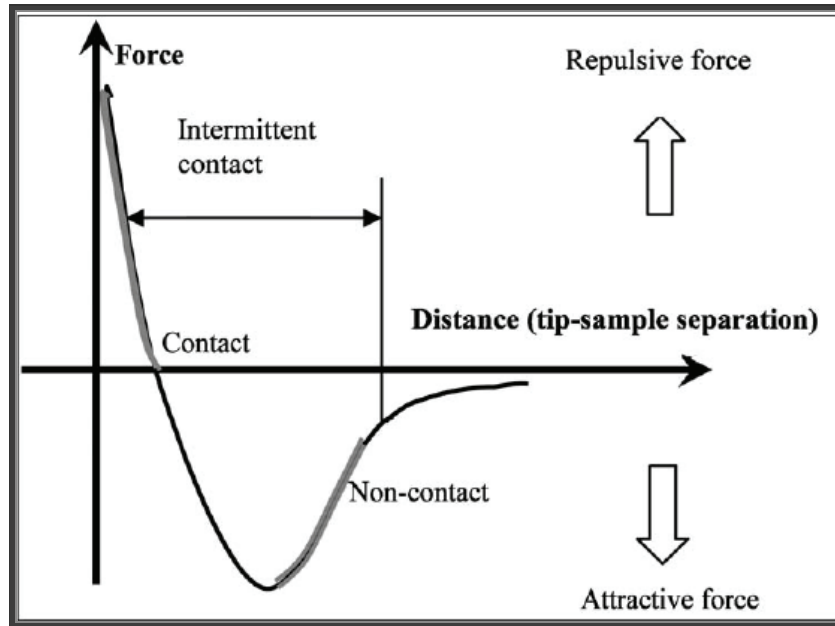 Force
Repulsive force
Intermittent
contact
Distance (tip-sample separation)
Contact
Non-contact
Attractive force